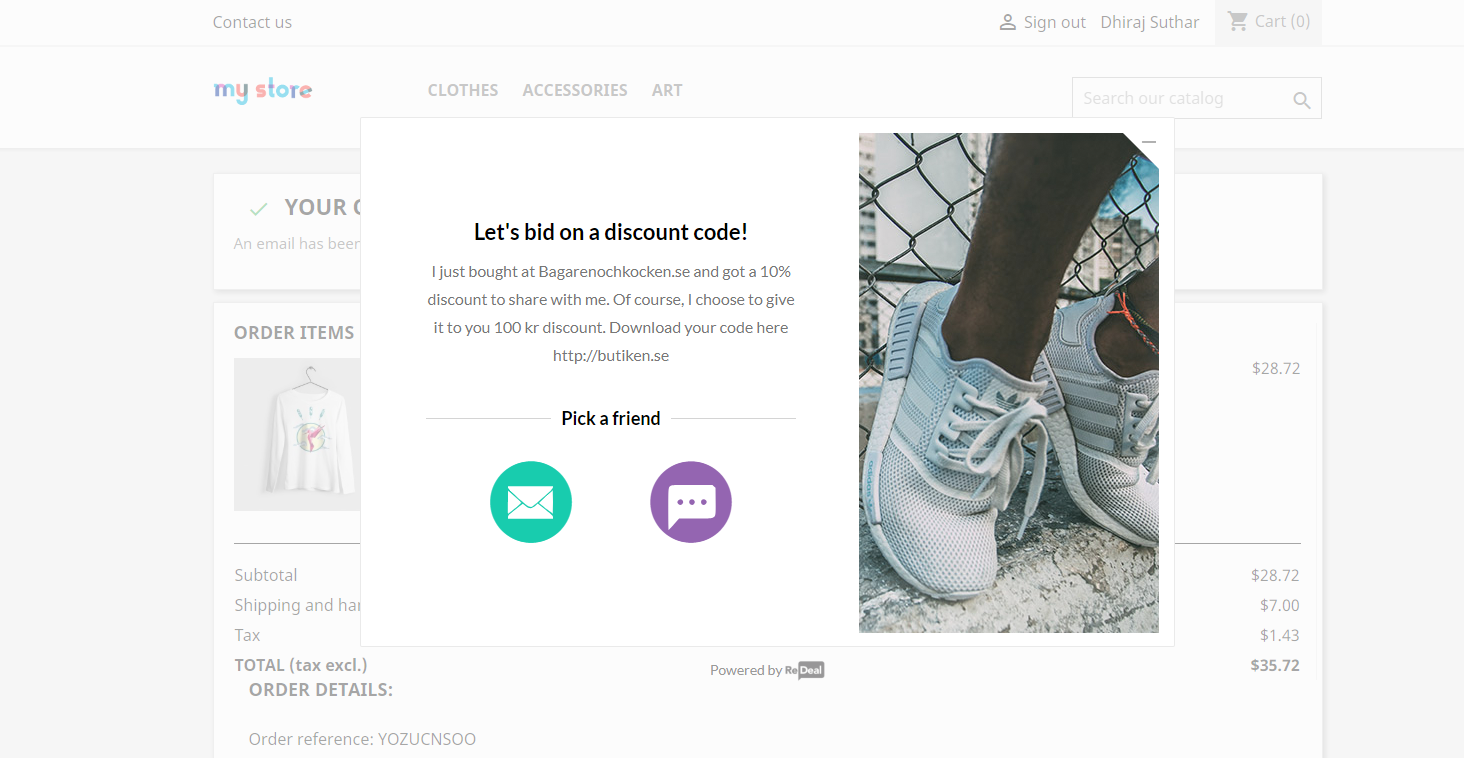 Contact us
Sign out Dhiraj Suthar Cart (0)
my store
CLOTHES ACCESSORIES ART
Search our catalog
YOUR O
An email has been
Let's bid on a discount code!
I just bought at Bagarenochkocken.se and got a 10%
discount to share with me. Of course, I choose to give
it to you 100 kr discount. Download your code here
http://butiken.se
Pick a friend
ORDER ITEMS
$28.72
Subtotal $28.72
Shipping and han $7.00
Tax $1.43
TOTAL (tax excl.) $35.72
Powered by ReDeal
ORDER DETAILS:
Order reference: YOZUCNSOO